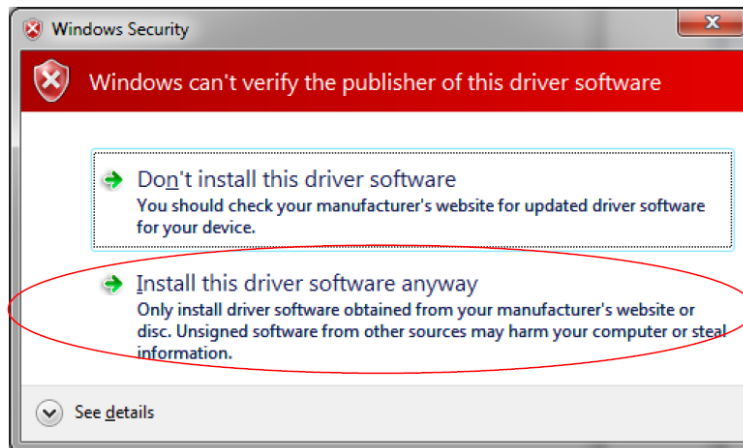 Windows Security
Windows can't verify the publisher of this driver software
Don't install this driver software
You should check your manufacturer's website for updated driver software
for your device.
Install this driver software anyway
Only install driver software obtained from your manufacturer's website or
disc. Unsigned software from other sources may harm your computer or steal
information.
See details